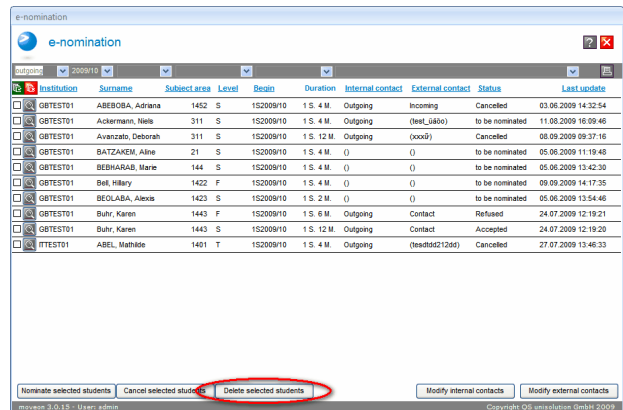 e-nomination
e-nomination
outgoing 2009/10
Institution Surname Subject area Level Begin Duration Internal contact External contact Status Last update
GBTEST01 ABEBOBA, Adriana 1452 S 1S2009/10 1 S. 4 M. Outgoing Incoming Cancelled 03.06.2009 14:32:54
GBTEST01 Ackermann, Niels 311 S 1S2009/10 1 S. 4 M. Outgoing (test_üäöo) to be nominated 11.08.2009 16:09:46
GBTEST01 Avanzato, Deborah 311 S 1S2009/10 1 S. 12 M. Outgoing (xxxű) Cancelled 08.09.2009 09:37:16
GBTEST01 BATZAKEM, Aline 21 S 1S2009/10 1 S. 4 M. () () to be nominated 05.06.2009 11:19:48
GBTEST01 BEBHARAB, Marie 144 S 1S2009/10 1 S. 4 M. () () to be nominated 05.06.2009 13:42:30
GBTEST01 Bell, Hillary 1422 F 1S2009/10 1 S. 4 M. () () to be nominated 09.09.2009 14:17:35
GBTEST01 BEOLABA, Alexis 1423 S 1S2009/10 1 S. 2 M. () () to be nominated 05.06.2009 13:54:46
GBTEST01 Buhr, Karen 1443 F 1S2009/10 1 S. 6 M. Outgoing Contact Refused 24.07.2009 12:19:21
GBTEST01 Buhr, Karen 1443 S 1S2009/10 1 S. 12 M. Outgoing Contact Accepted 24.07.2009 12:19:20
ITTEST01 ABEL, Mathilde 1401 T 1S2009/10 1 S. 4 M. Outgoing (tesdtdd212dd) Cancelled 27.07.2009 13:46:33
Nominate selected students Cancel selected students Delete selected students Modify internal contacts Modify external contacts
moveon 3.0.15 - User: admin Copyright QS unisolution GmbH 2009